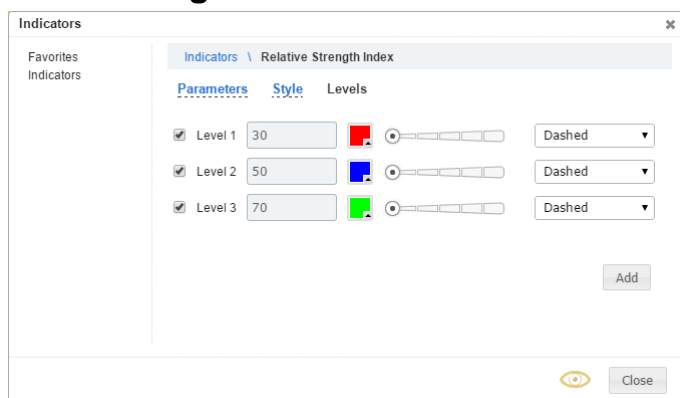 Indicators
Favorites
Indicators
Indicators \ Relative Strength Index
Parameters Style Levels
Level 1 30 Dashed
Level 2 50 Dashed
Level 3 70 Dashed
Add
Close